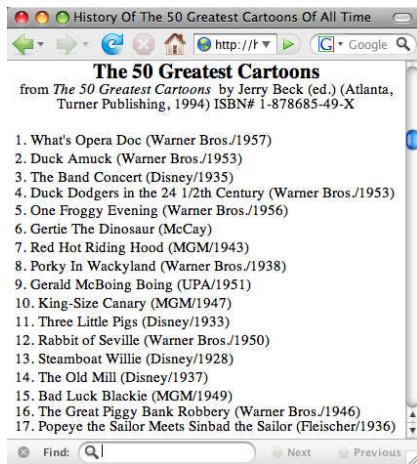 History Of The 50 Greatest Cartoons Of All Time
http://h
G Google
The 50 Greatest Cartoons
from The 50 Greatest Cartoons by Jerry Beck (ed.) (Atlanta,
Turner Publishing, 1994) ISBN# 1-878685-49-X
1. What's Opera Doc (Warner Bros./1957)
2. Duck Amuck (Warner Bros./1953)
3. The Band Concert (Disney/1935)
4. Duck Dodgers in the 24 1/2th Century (Warner Bros./1953)
5. One Froggy Evening (Warner Bros./1956)
6. Gertie The Dinosaur (McCay)
7. Red Hot Riding Hood (MGM/1943)
8. Porky In Wackyland (Warner Bros./1938)
9. Gerald McBoing Boing (UPA/1951)
10. King-Size Canary (MGM/1947)
11. Three Little Pigs (Disney/1933)
12. Rabbit of Seville (Warner Bros./1950)
13. Steamboat Willie (Disney/1928)
14. The Old Mill (Disney/1937)
15. Bad Luck Blackie (MGM/1949)
16. The Great Piggy Bank Robbery (Warner Bros./1946)
17. Popeye the Sailor Meets Sinbad the Sailor (Fleischer/1936)
Find: Next Previous